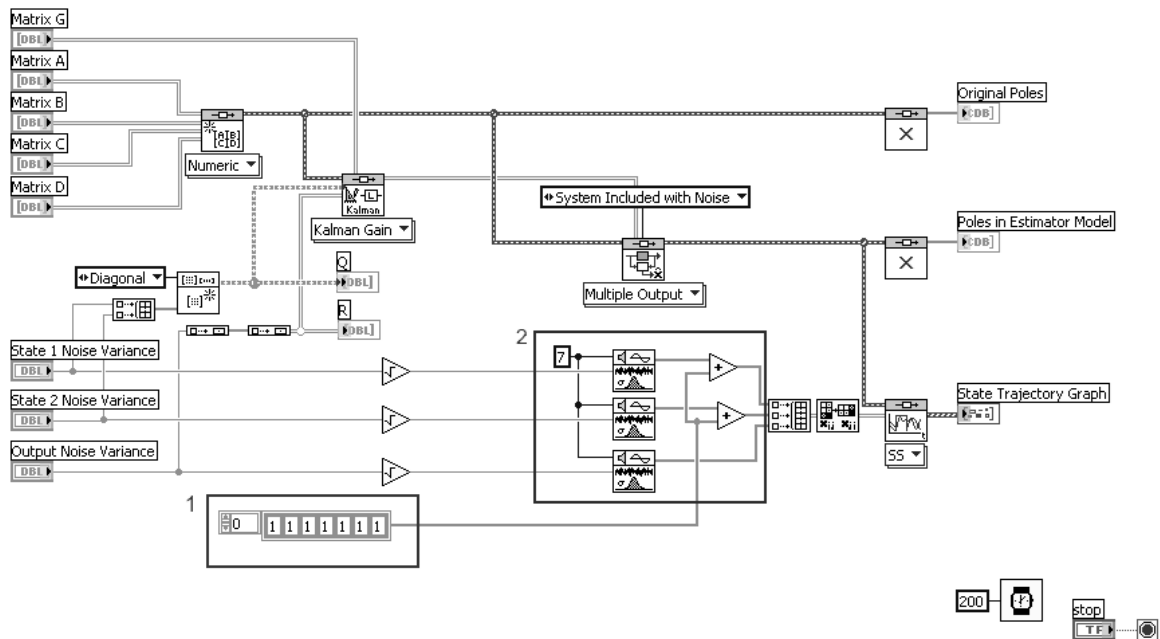 Matrix G
[DBL]
Matrix A
[DBL]
Matrix B
[DBL]
Matrix C
[DBL]
Matrix D
[DBL]
[A|B]
[C|D]
Numeric
Kalman
Kalman Gain
System Included with Noise
Multiple Output
Original Poles
CDB]
Poles in Estimator Model
CDB]
Diagonal
Q
DBL]
R
DBL]
State 1 Noise Variance
DBL
State 2 Noise Variance
DBL
Output Noise Variance
DBL
2
7
σ
σ
σ
State Trajectory Graph
SS
1
0
1 1 1 1 1 1 1
200
stop
TF